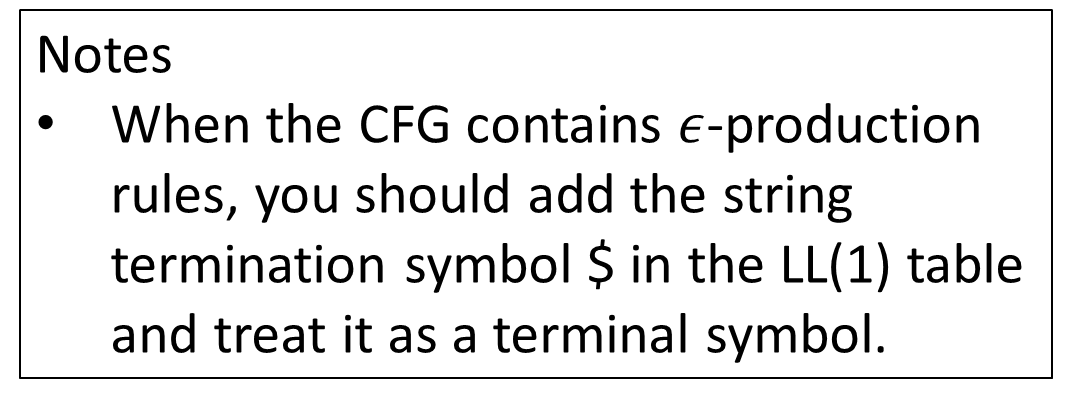 Notes
• When the CFG contains ϵ-production
rules, you should add the string
termination symbol $ in the LL(1) table
and treat it as a terminal symbol.